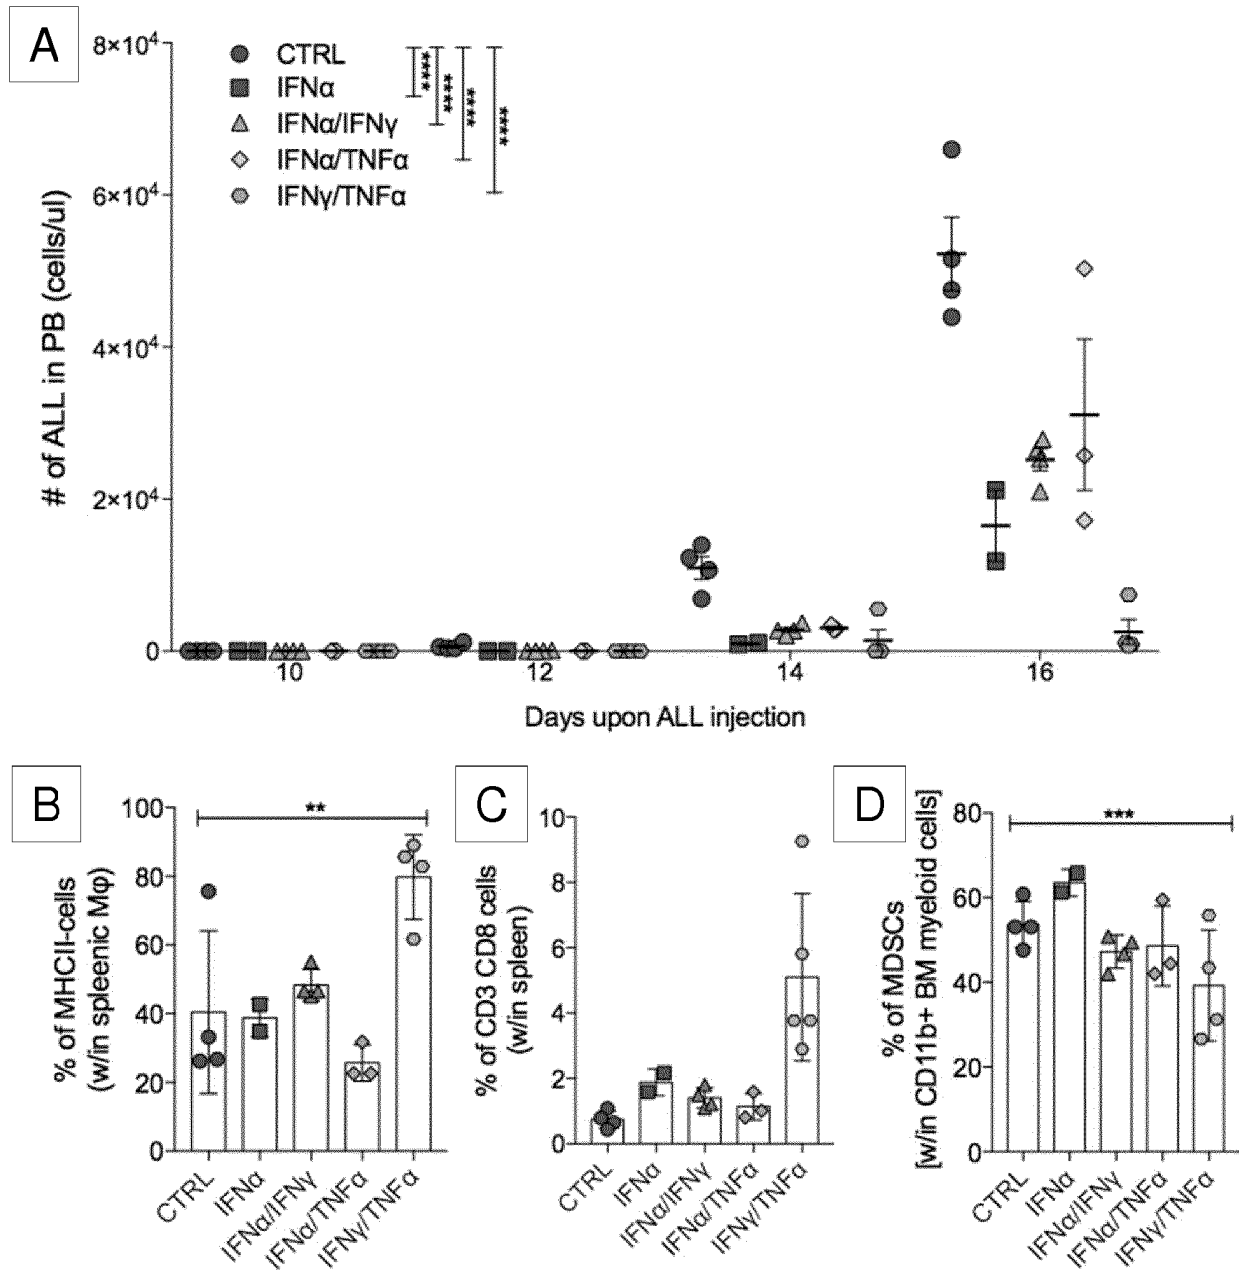 A
8×10⁴
6×10⁴
4×10⁴
2×10⁴
0
# of ALL in PB (cells/ul)
CTRL
IFNα
IFNα/IFNγ
IFNα/TNFα
IFNγ/TNFα
****
****
****
****
10
12
14
16
Days upon ALL injection
B
100
80
60
40
20
0
% of MHCII-cells
(w/in spleenic Mφ)
**
CTRL
IFNα
IFNα/IFNγ
IFNα/TNFα
IFNγ/TNFα
C
10
8
6
4
2
0
% of CD3 CD8 cells
(w/in spleen)
CTRL
IFNα
IFNα/IFNγ
IFNα/TNFα
IFNγ/TNFα
D
80
60
40
20
0
% of MDSCs
[w/in CD11b+ BM myeloid cells]
***
CTRL
IFNα
IFNα/IFNγ
IFNα/TNFα
IFNγ/TNFα